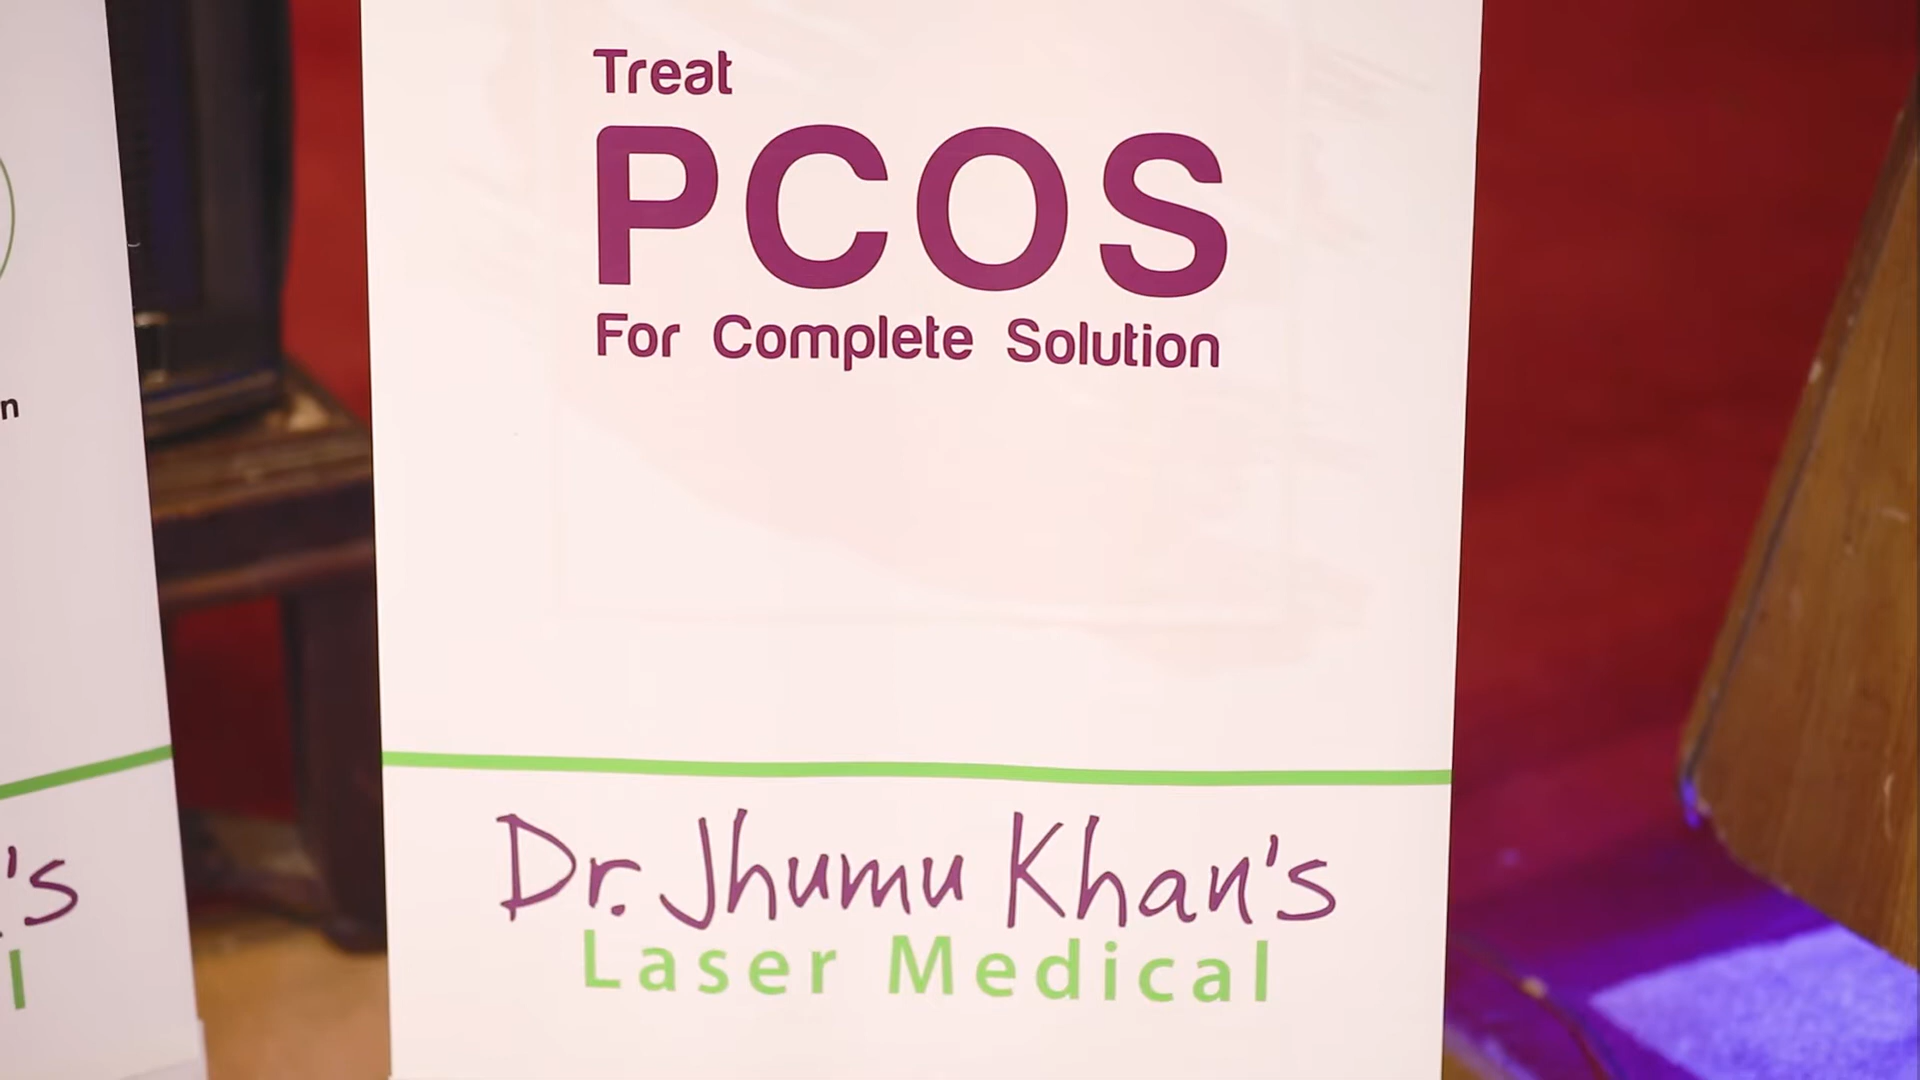 Treat
PCOS
For Complete Solution
Dr. Jhumu Khan's
Laser Medical
n
's
l